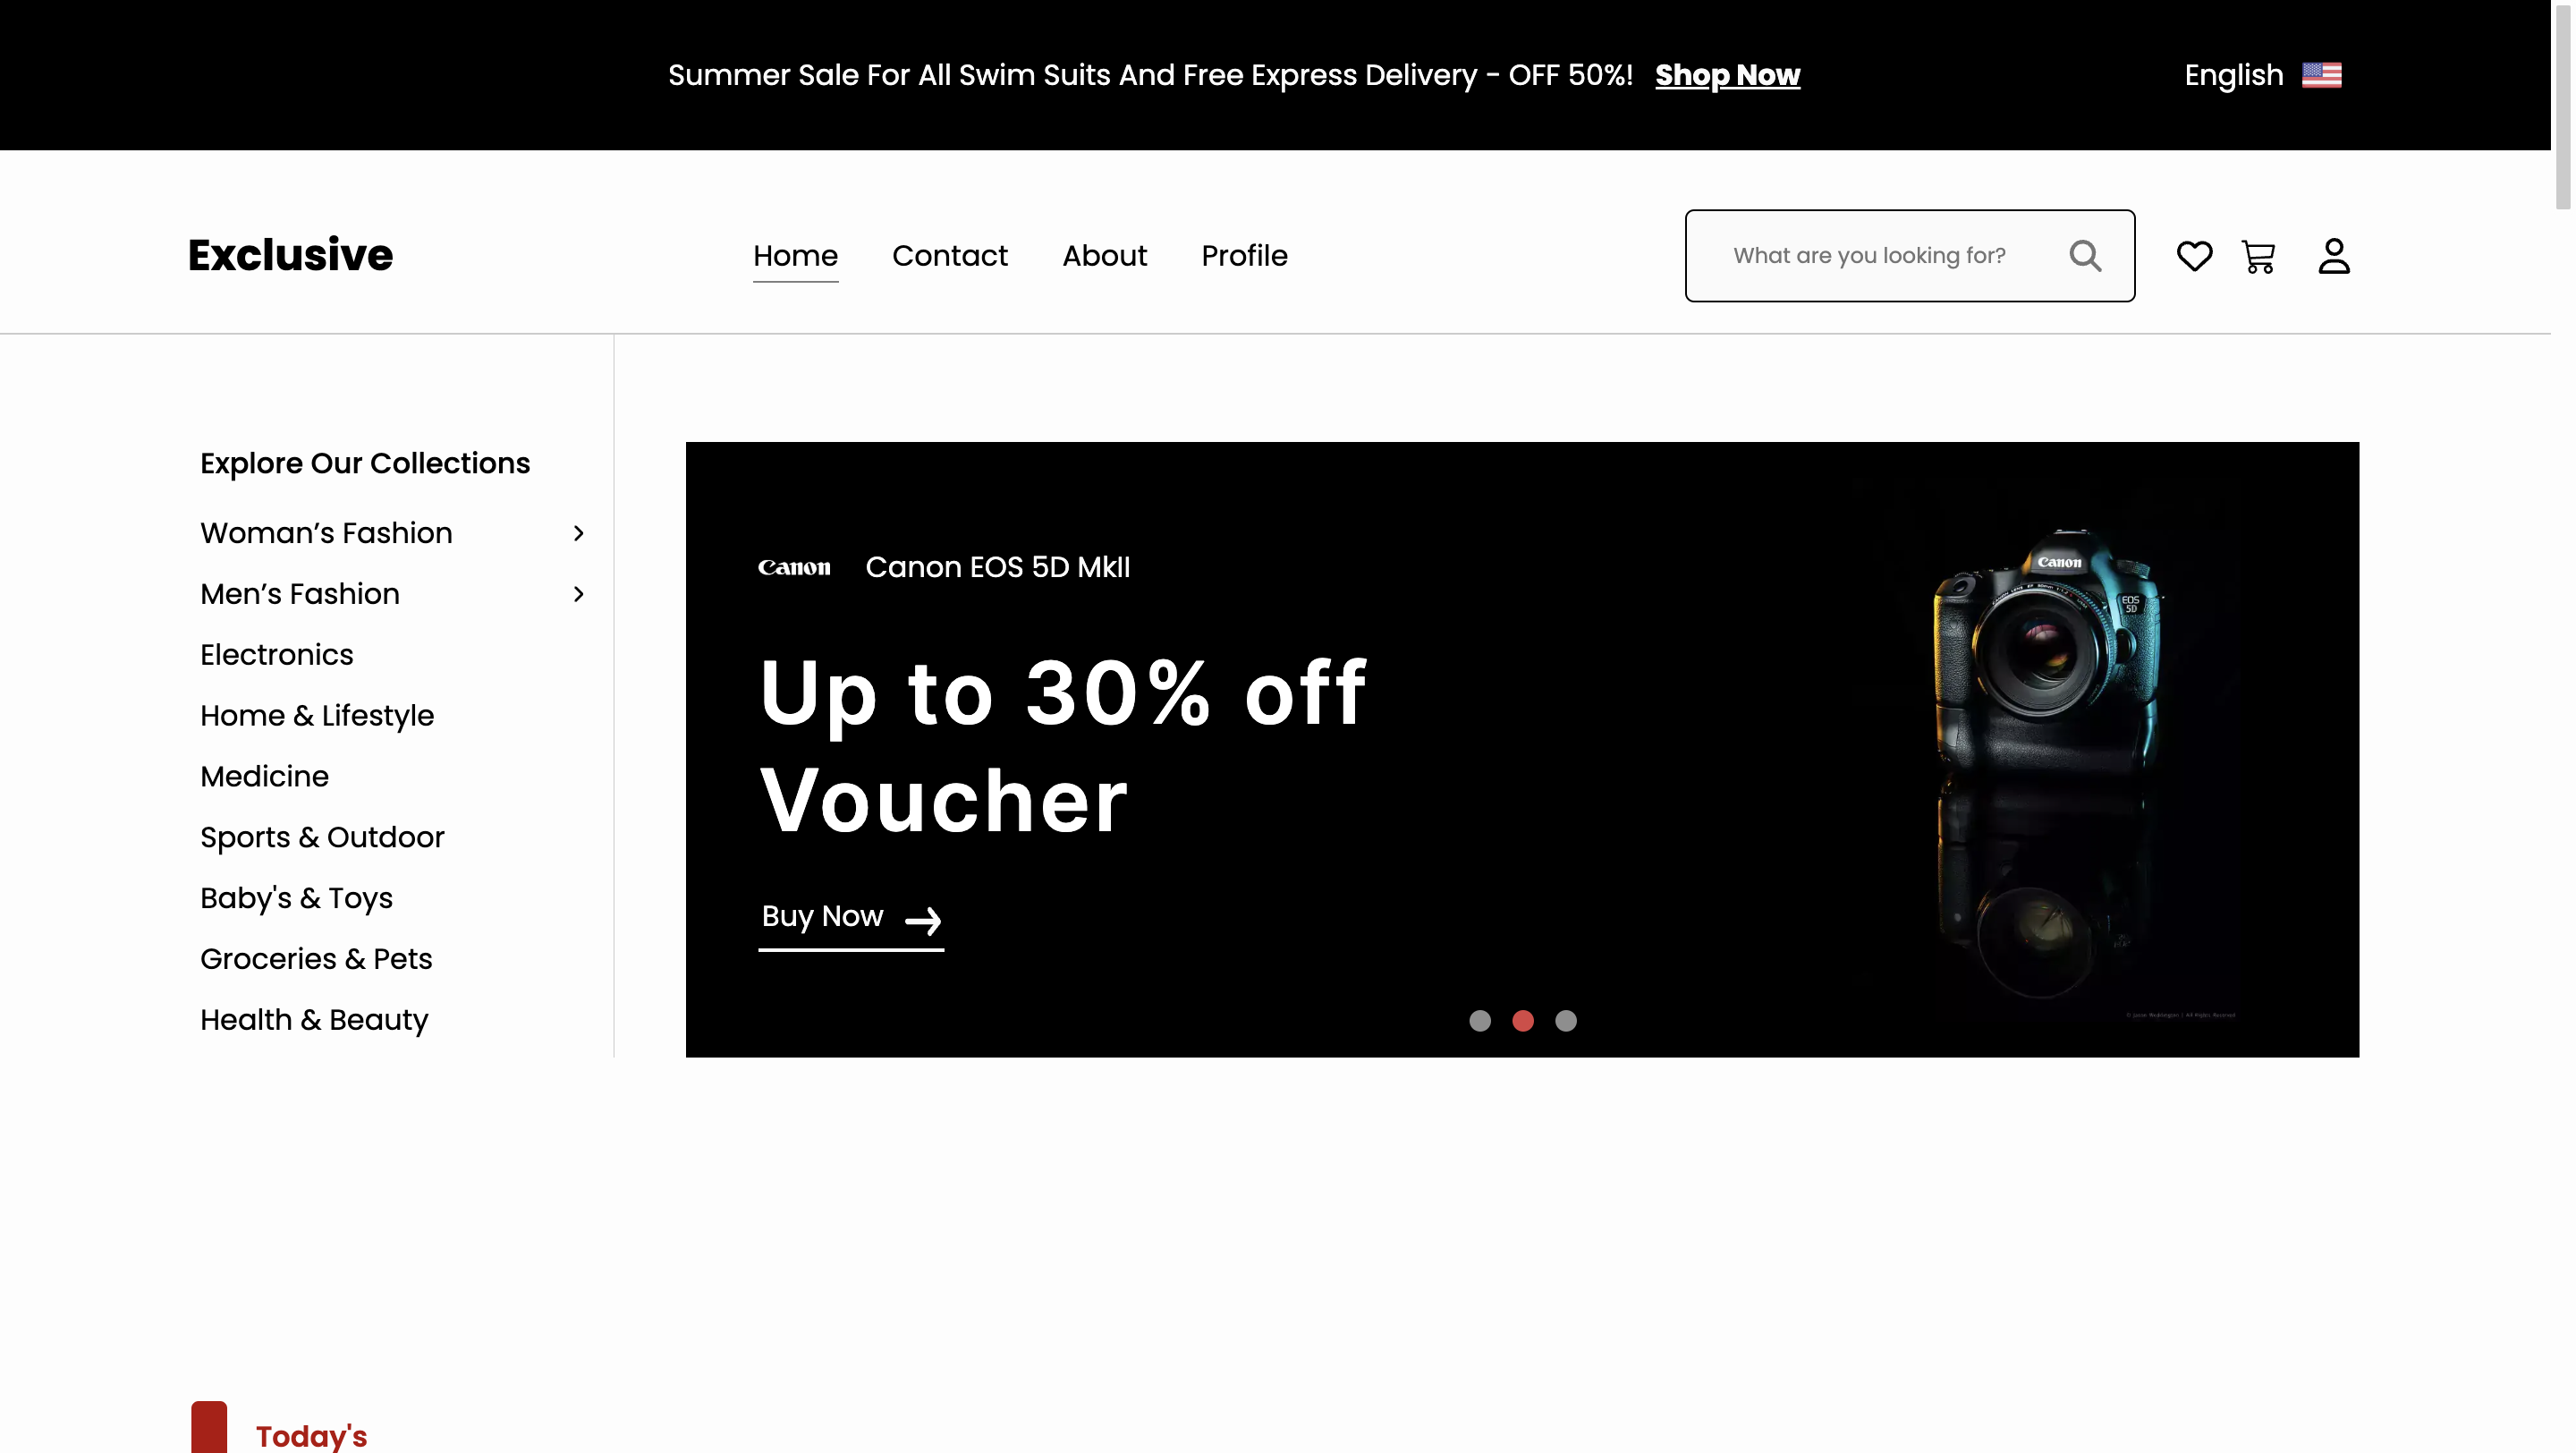 Summer Sale For All Swim Suits And Free Express Delivery - OFF 50%! Shop Now
English
Exclusive
Home
Contact
About
Profile
What are you looking for?
Explore Our Collections
Woman’s Fashion
Men’s Fashion
Electronics
Home & Lifestyle
Medicine
Sports & Outdoor
Baby's & Toys
Groceries & Pets
Health & Beauty
Canon
Canon EOS 5D MkII
Up to 30% off
Voucher
Buy Now
Canon
EOS
5D
Today's